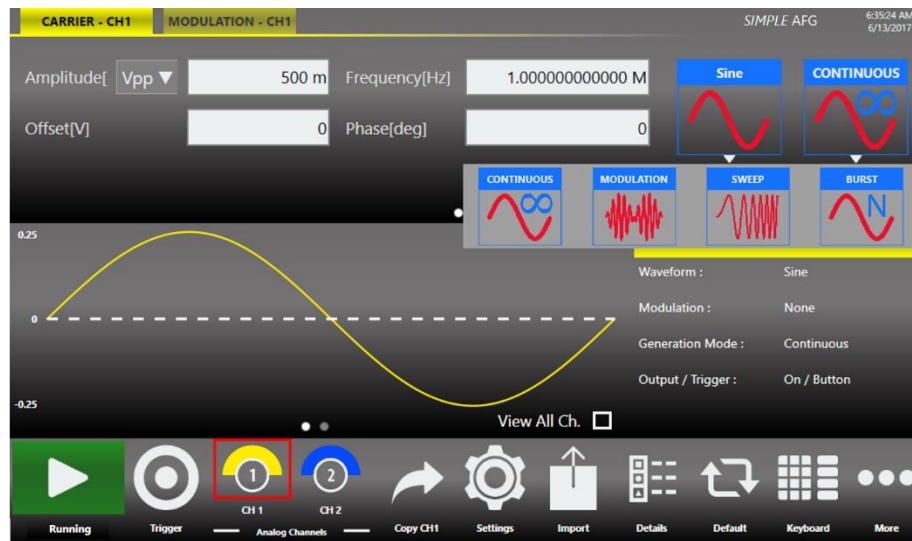 CARRIER - CH1 MODULATION - CH1 SIMPLE AFG 6:35:24 AM
6/13/2017
Amplitude[ Vpp ▼ 500 m Frequency[Hz] 1.000000000000 M Sine CONTINUOUS
Offset[V] 0 Phase[deg] 0
CONTINUOUS MODULATION SWEEP BURST
N
0.25
Waveform : Sine
Modulation : None
0
Generation Mode : Continuous
Output / Trigger : On / Button
-0.25
View All Ch.
1 2
CH 1 CH 2
Running Trigger Analog Channels Copy CH1 Settings Import Details Default Keyboard More